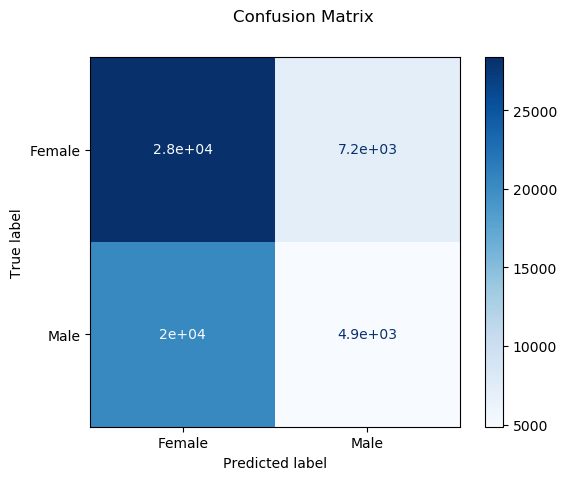 Confusion Matrix
Female
2.8e+04
7.2e+03
Male
2e+04
4.9e+03
True label
Female
Male
Predicted label
25000
20000
15000
10000
5000